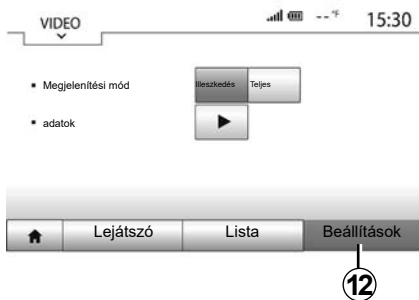 VIDEO
--°F 15:30
▪ Megjelenítési mód Illeszkedés Teljes
▪ adatok
Lejátszó Lista Beállítások
12